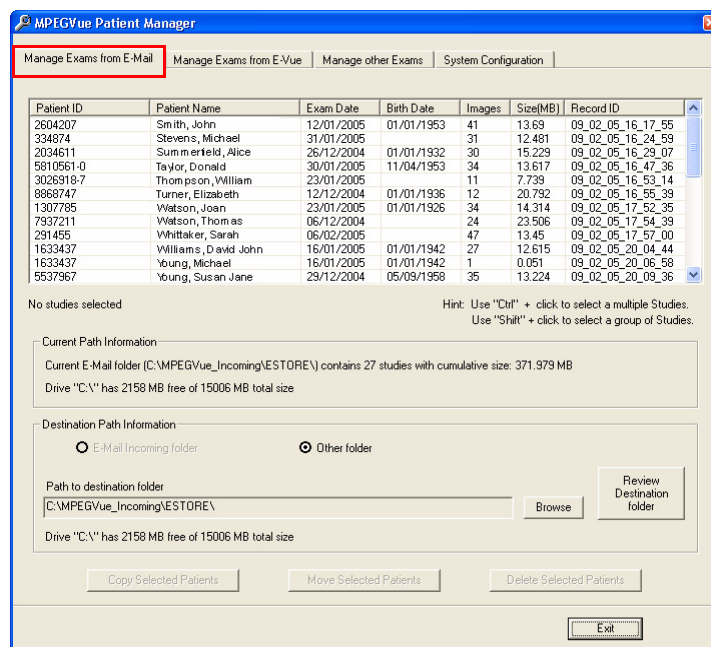 MPEGVue Patient Manager
Manage Exams from E-Mail Manage Exams from E-Vue Manage other Exams System Configuration
Patient ID Patient Name Exam Date Birth Date Images Size(MB) Record ID
2604207 Smith, John 12/01/2005 01/01/1953 41 13.69 09_02_05_16_17_55
334874 Stevens, Michael 31/01/2005 31 12.481 09_02_05_16_24_59
2034611 Summerfield, Alice 26/12/2004 01/01/1932 30 15.229 09_02_05_16_29_07
5810561-0 Taylor, Donald 30/01/2005 11/04/1953 34 13.617 09_02_05_16_47_36
3026918-7 Thompson, William 23/01/2005 11 7.739 09_02_05_16_53_14
8868747 Turner, Elizabeth 12/12/2004 01/01/1936 12 20.792 09_02_05_16_55_39
1307785 Watson, Joan 23/01/2005 01/01/1926 34 14.314 09_02_05_17_52_35
7937211 Watson, Thomas 06/12/2004 24 23.506 09_02_05_17_54_39
291455 Whittaker, Sarah 06/02/2005 47 13.45 09_02_05_17_57_00
1633437 Williams, David John 16/01/2005 01/01/1942 27 12.615 09_02_05_20_04_44
1633437 Young, Michael 16/01/2005 01/01/1942 1 0.051 09_02_05_20_06_58
5537967 Young, Susan Jane 29/12/2004 05/09/1958 35 13.224 09_02_05_20_09_36
No studies selected Hint: Use "Ctrl" + click to select a multiple Studies.
Use "Shift" + click to select a group of Studies.
Current Path Information
Current E-Mail folder (C:\MPEGVue_Incoming\ESTORE\) contains 27 studies with cumulative size: 371.979 MB
Drive "C:\" has 2158 MB free of 15006 MB total size
Destination Path Information
E-Mail Incoming folder Other folder
Path to destination folder
C:\MPEGVue_Incoming\ESTORE\ Browse
Review
Destination
folder
Drive "C:\" has 2158 MB free of 15006 MB total size
Copy Selected Patients Move Selected Patients Delete Selected Patients
Exit